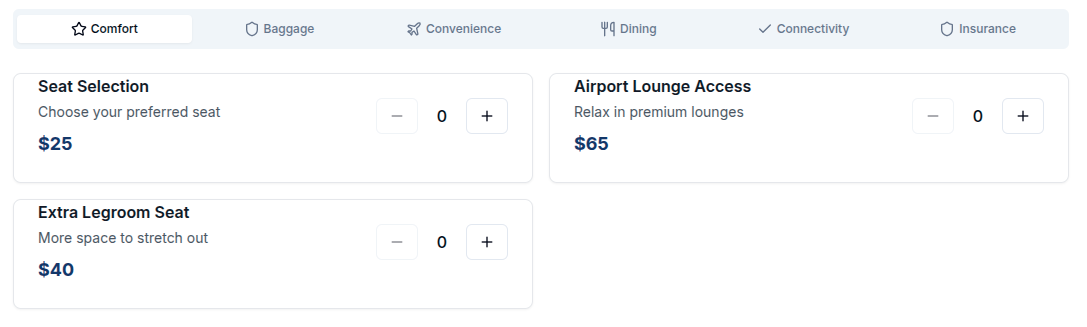 Comfort
Baggage
Convenience
Dining
Connectivity
Insurance
Seat Selection
Choose your preferred seat
$25
0
Airport Lounge Access
Relax in premium lounges
$65
0
Extra Legroom Seat
More space to stretch out
$40
0